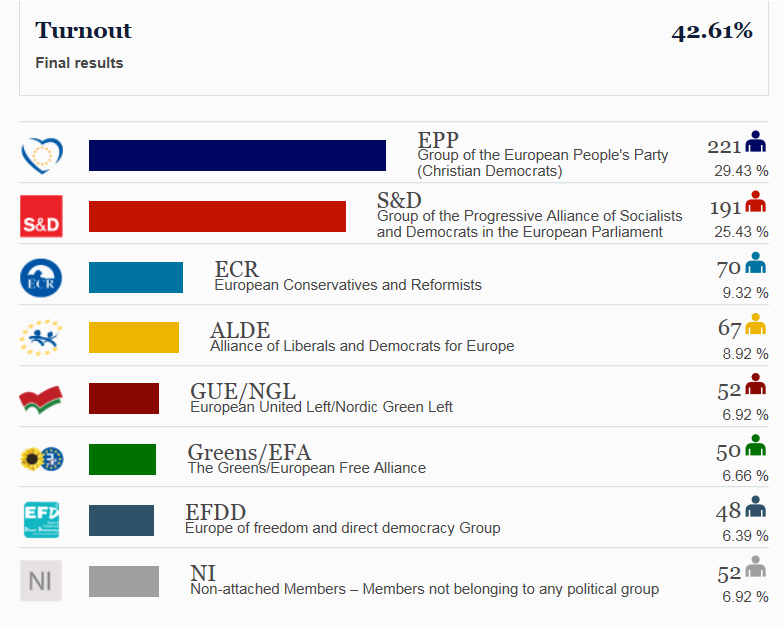 Turnout 42.61%
Final results
EPP
Group of the European People's Party
(Christian Democrats)
221
29.43 %
S&D
S&D
Group of the Progressive Alliance of Socialists
and Democrats in the European Parliament
191
25.43 %
ECR
ECR
European Conservatives and Reformists
70
9.32 %
ALDE
Alliance of Liberals and Democrats for Europe
67
8.92 %
GUE/NGL
European United Left/Nordic Green Left
52
6.92 %
Greens/EFA
The Greens/European Free Alliance
50
6.66 %
EFD
EFDD
Europe of freedom and direct democracy Group
48
6.39 %
NI
NI
Non-attached Members – Members not belonging to any political group
52
6.92 %